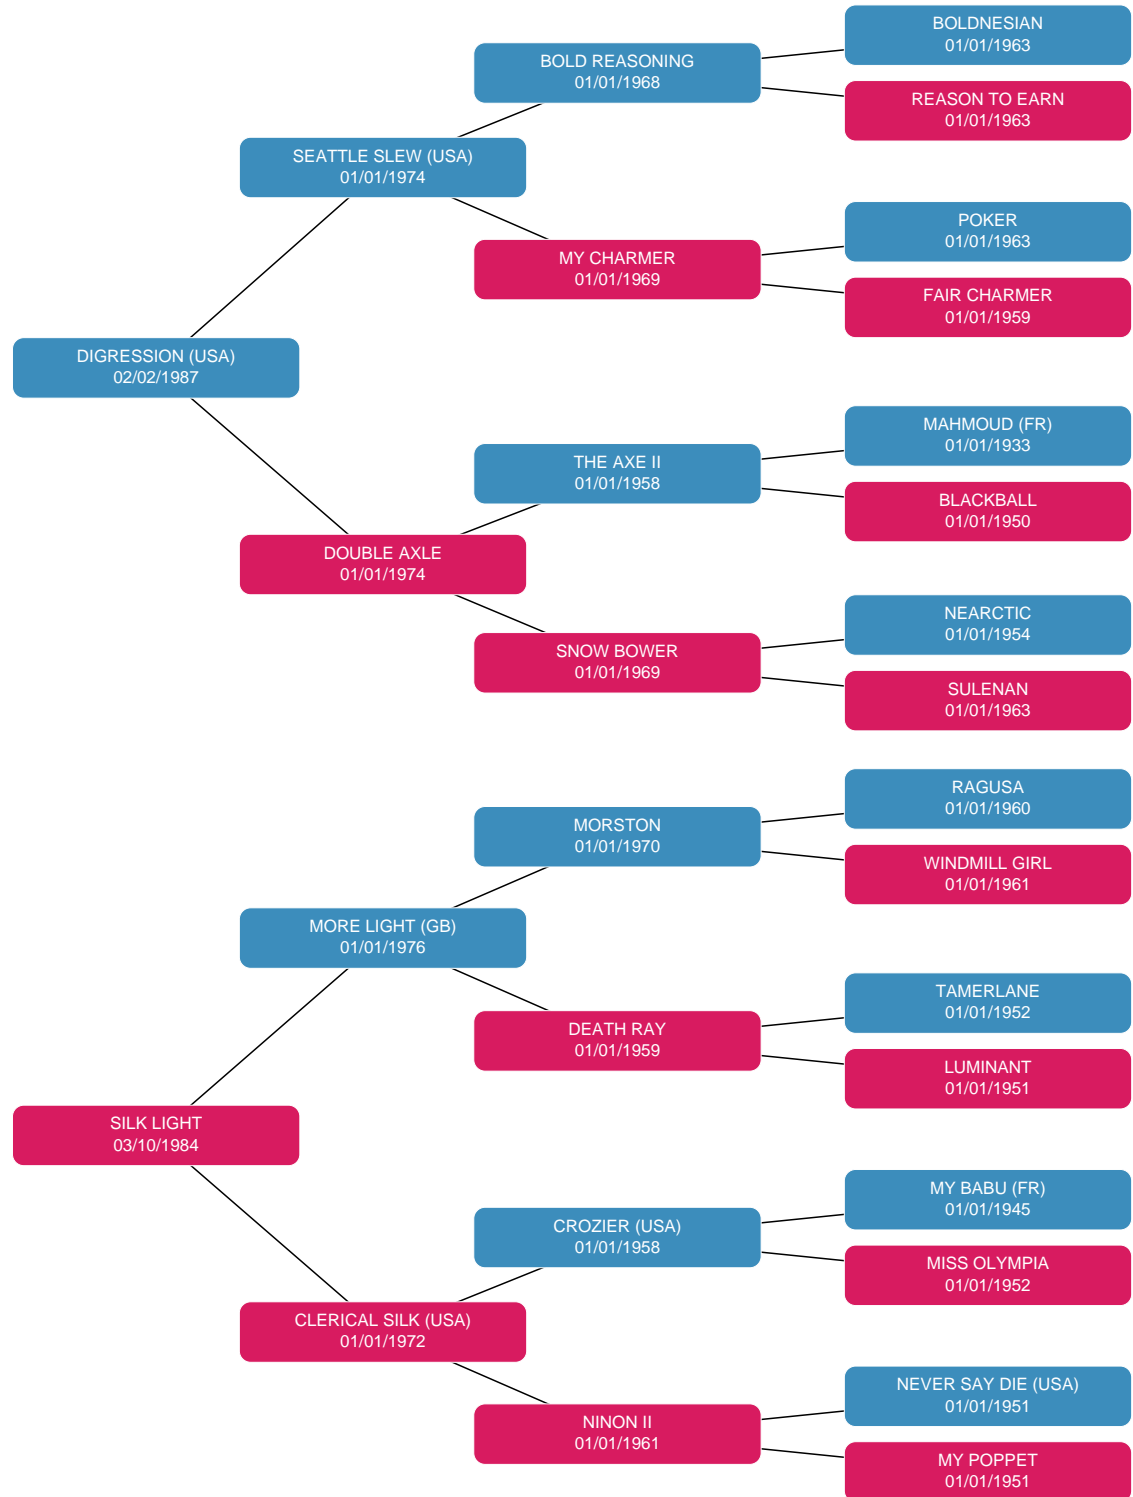 BOLDNESIAN
01/01/1963
BOLD REASONING
01/01/1968
REASON TO EARN
01/01/1963
SEATTLE SLEW (USA)
01/01/1974
POKER
01/01/1963
MY CHARMER
01/01/1969
FAIR CHARMER
01/01/1959
DIGRESSION (USA)
02/02/1987
MAHMOUD (FR)
01/01/1933
THE AXE II
01/01/1958
BLACKBALL
01/01/1950
DOUBLE AXLE
01/01/1974
NEARCTIC
01/01/1954
SNOW BOWER
01/01/1969
SULENAN
01/01/1963
RAGUSA
01/01/1960
MORSTON
01/01/1970
WINDMILL GIRL
01/01/1961
MORE LIGHT (GB)
01/01/1976
TAMERLANE
01/01/1952
DEATH RAY
01/01/1959
LUMINANT
01/01/1951
SILK LIGHT
03/10/1984
MY BABU (FR)
01/01/1945
CROZIER (USA)
01/01/1958
MISS OLYMPIA
01/01/1952
CLERICAL SILK (USA)
01/01/1972
NEVER SAY DIE (USA)
01/01/1951
NINON II
01/01/1961
MY POPPET
01/01/1951